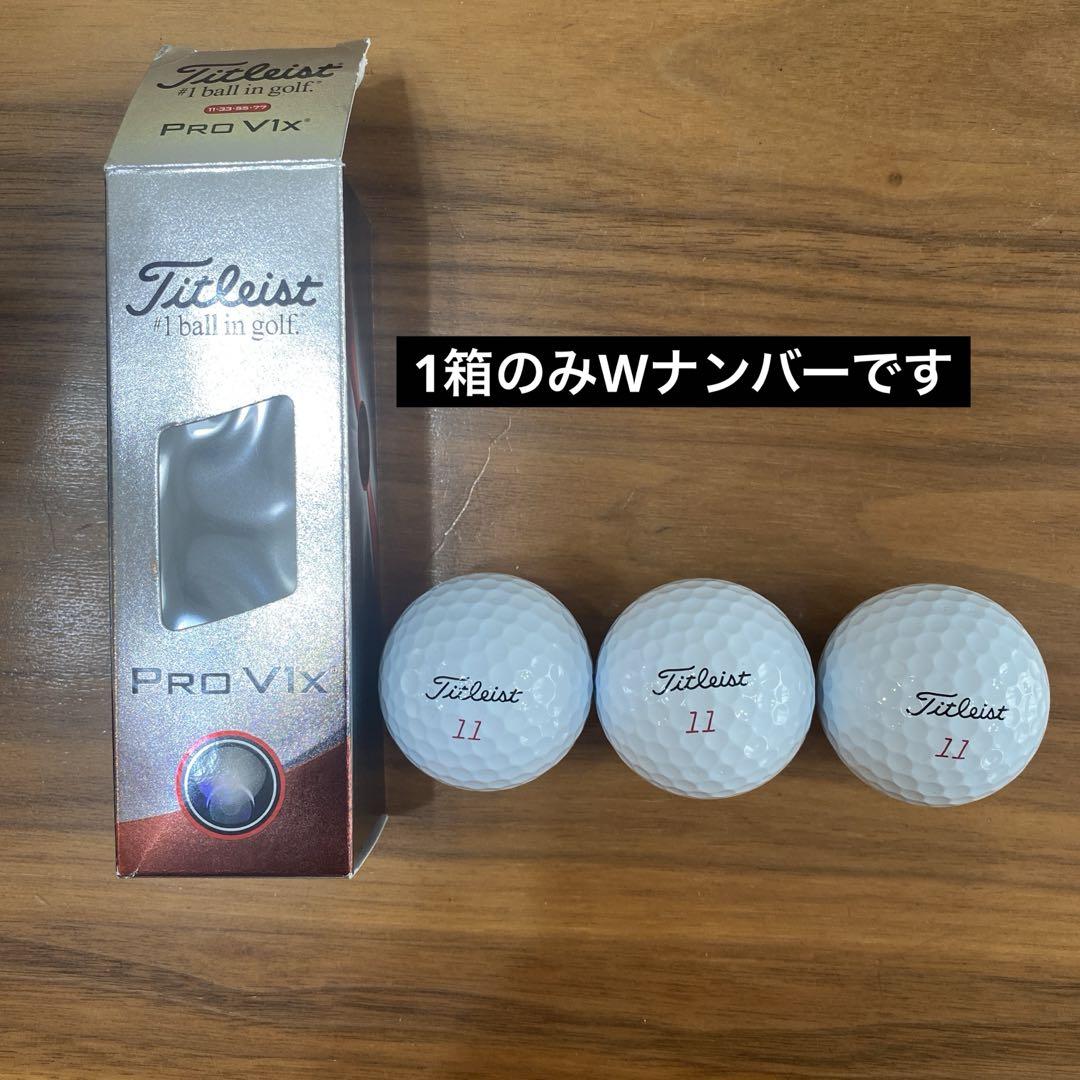 Titleist
#1 ball in golf.®
11·33·55·77
PRO V1x®
Titleist
#1 ball in golf.
1箱のみWナンバーです
PRO V1x
Titleist
11
Titleist
11
Titleist
11